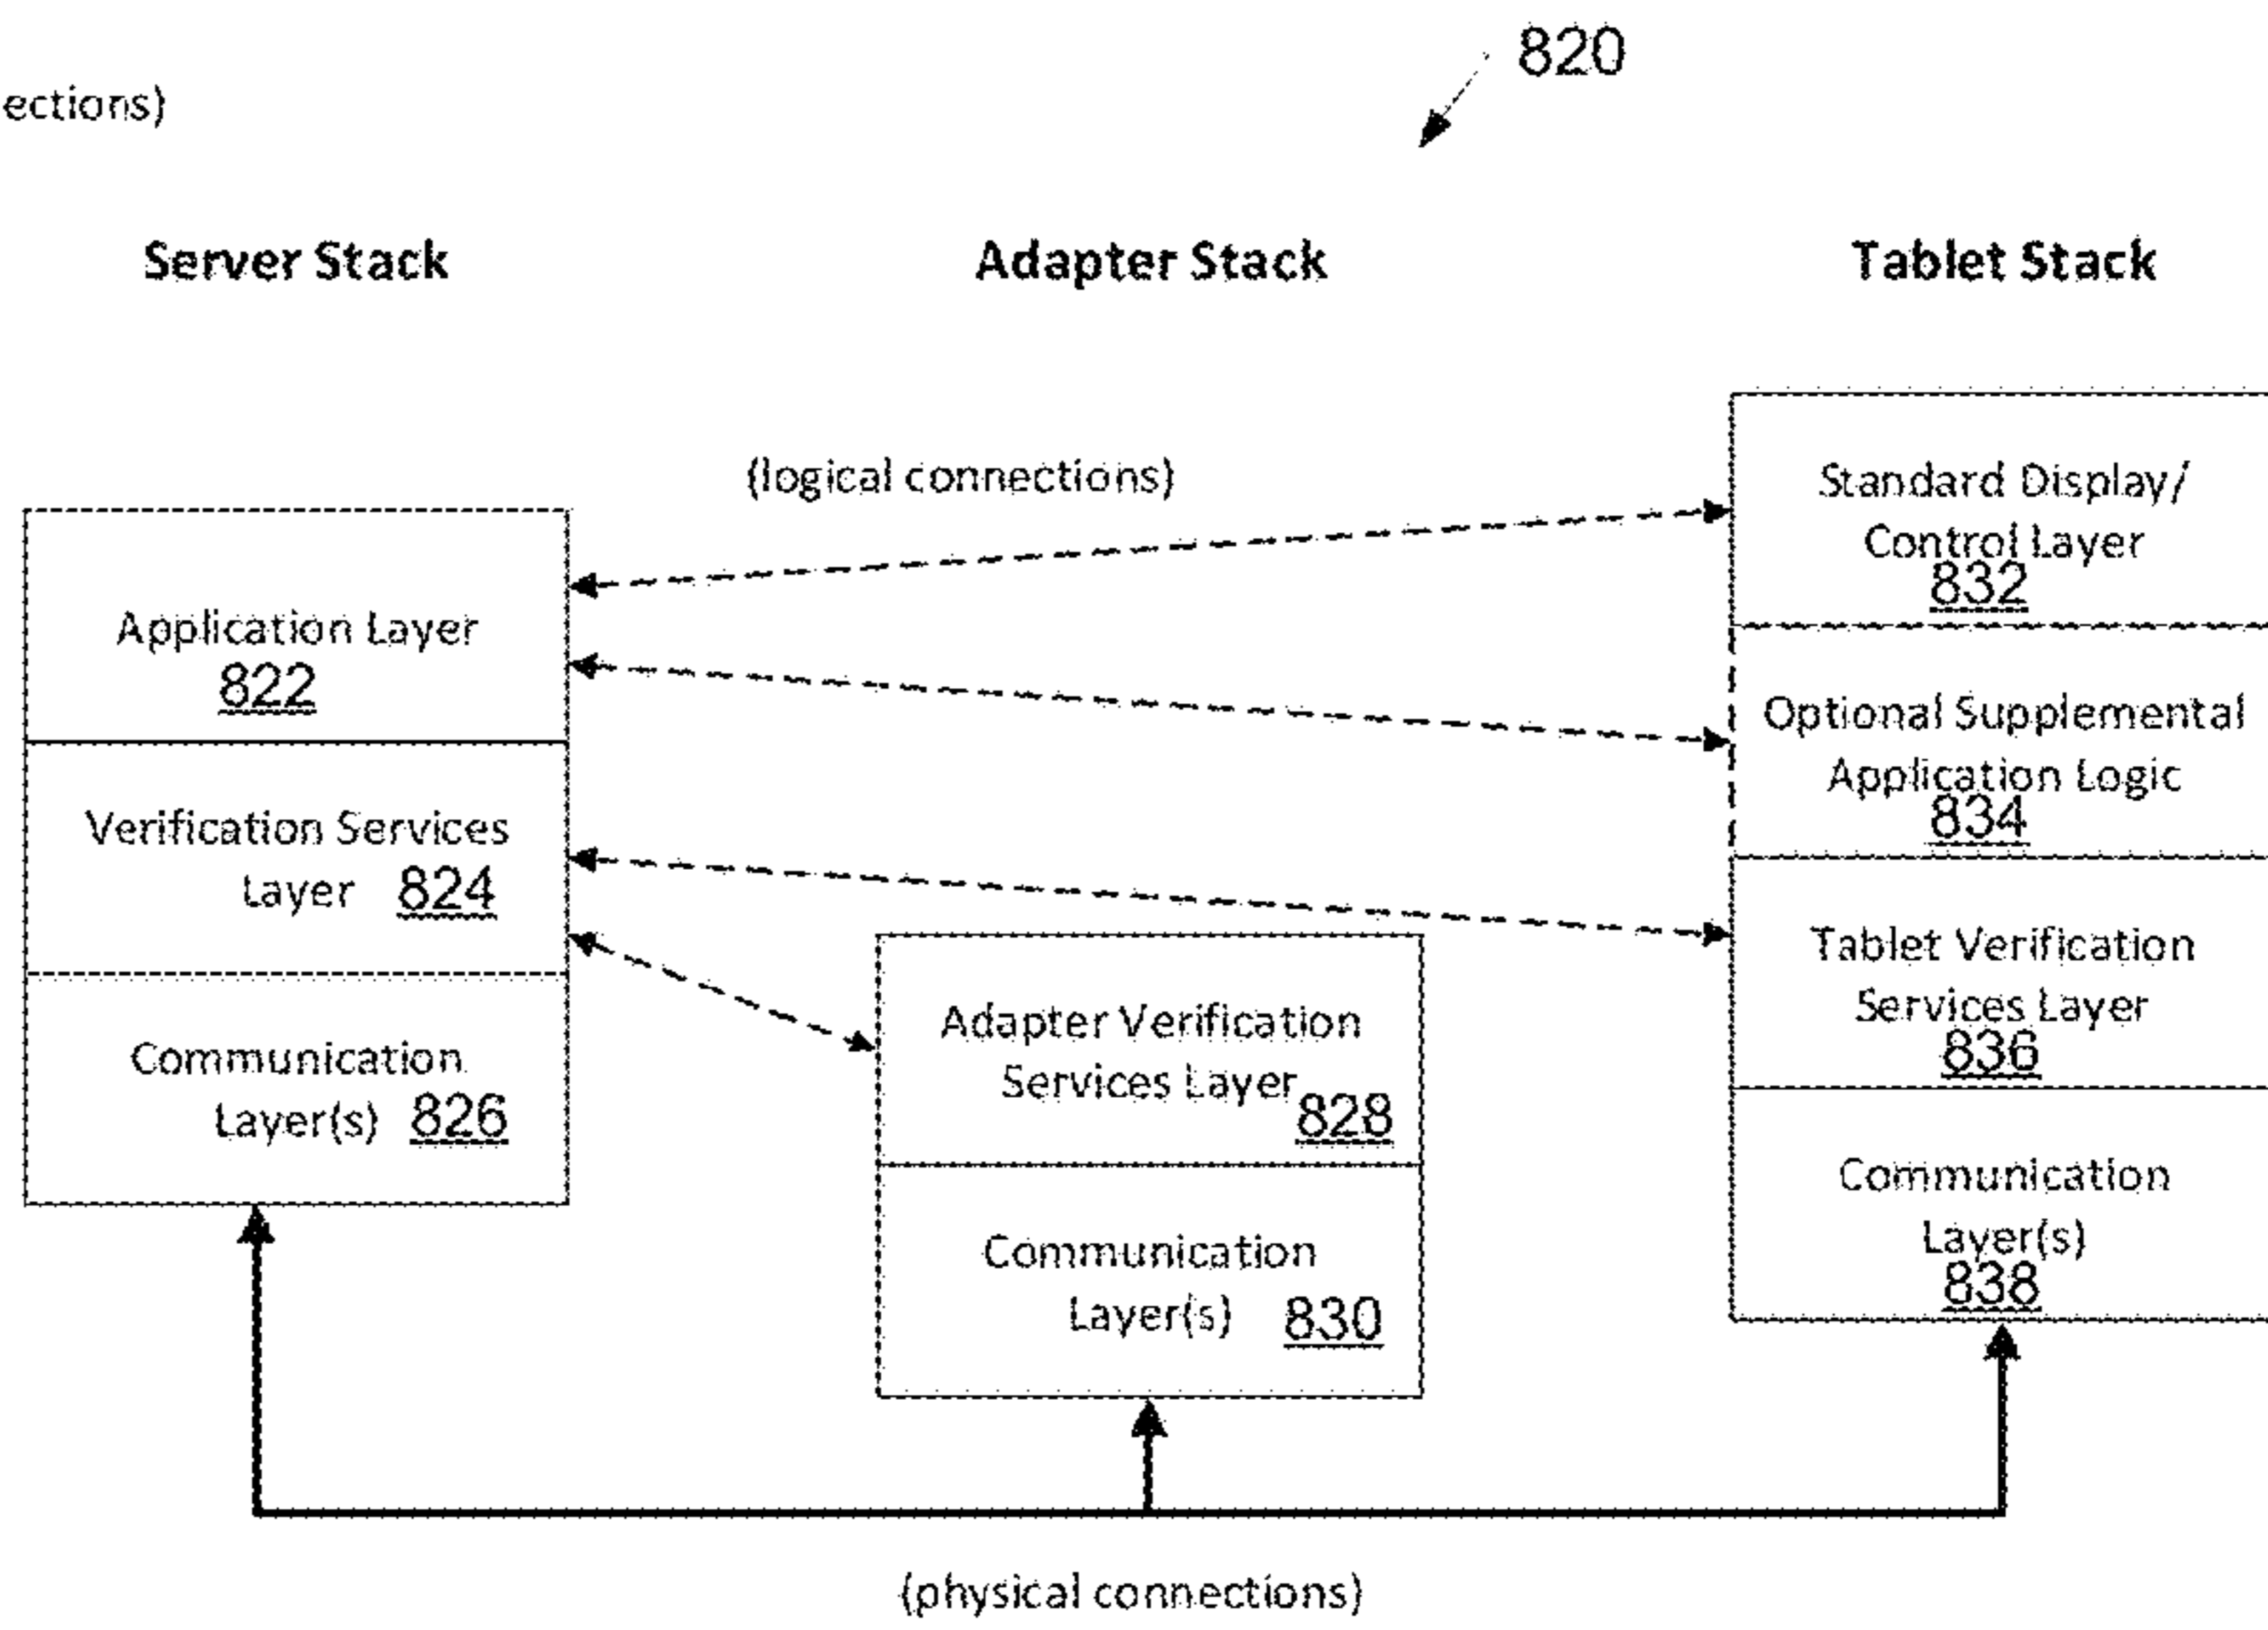 820
ections)
Server Stack
Adapter Stack
Tablet Stack
(logical connections)
Application Layer
822
Verification Services
Layer 824
Communication
Layer(s) 826
Adapter Verification
Services Layer
828
Communication
Layer(s) 830
Standard Display/
Control Layer
832
Optional Supplemental
Application Logic
834
Tablet Verification
Services Layer
836
Communication
Layer(s)
838
(physical connections)